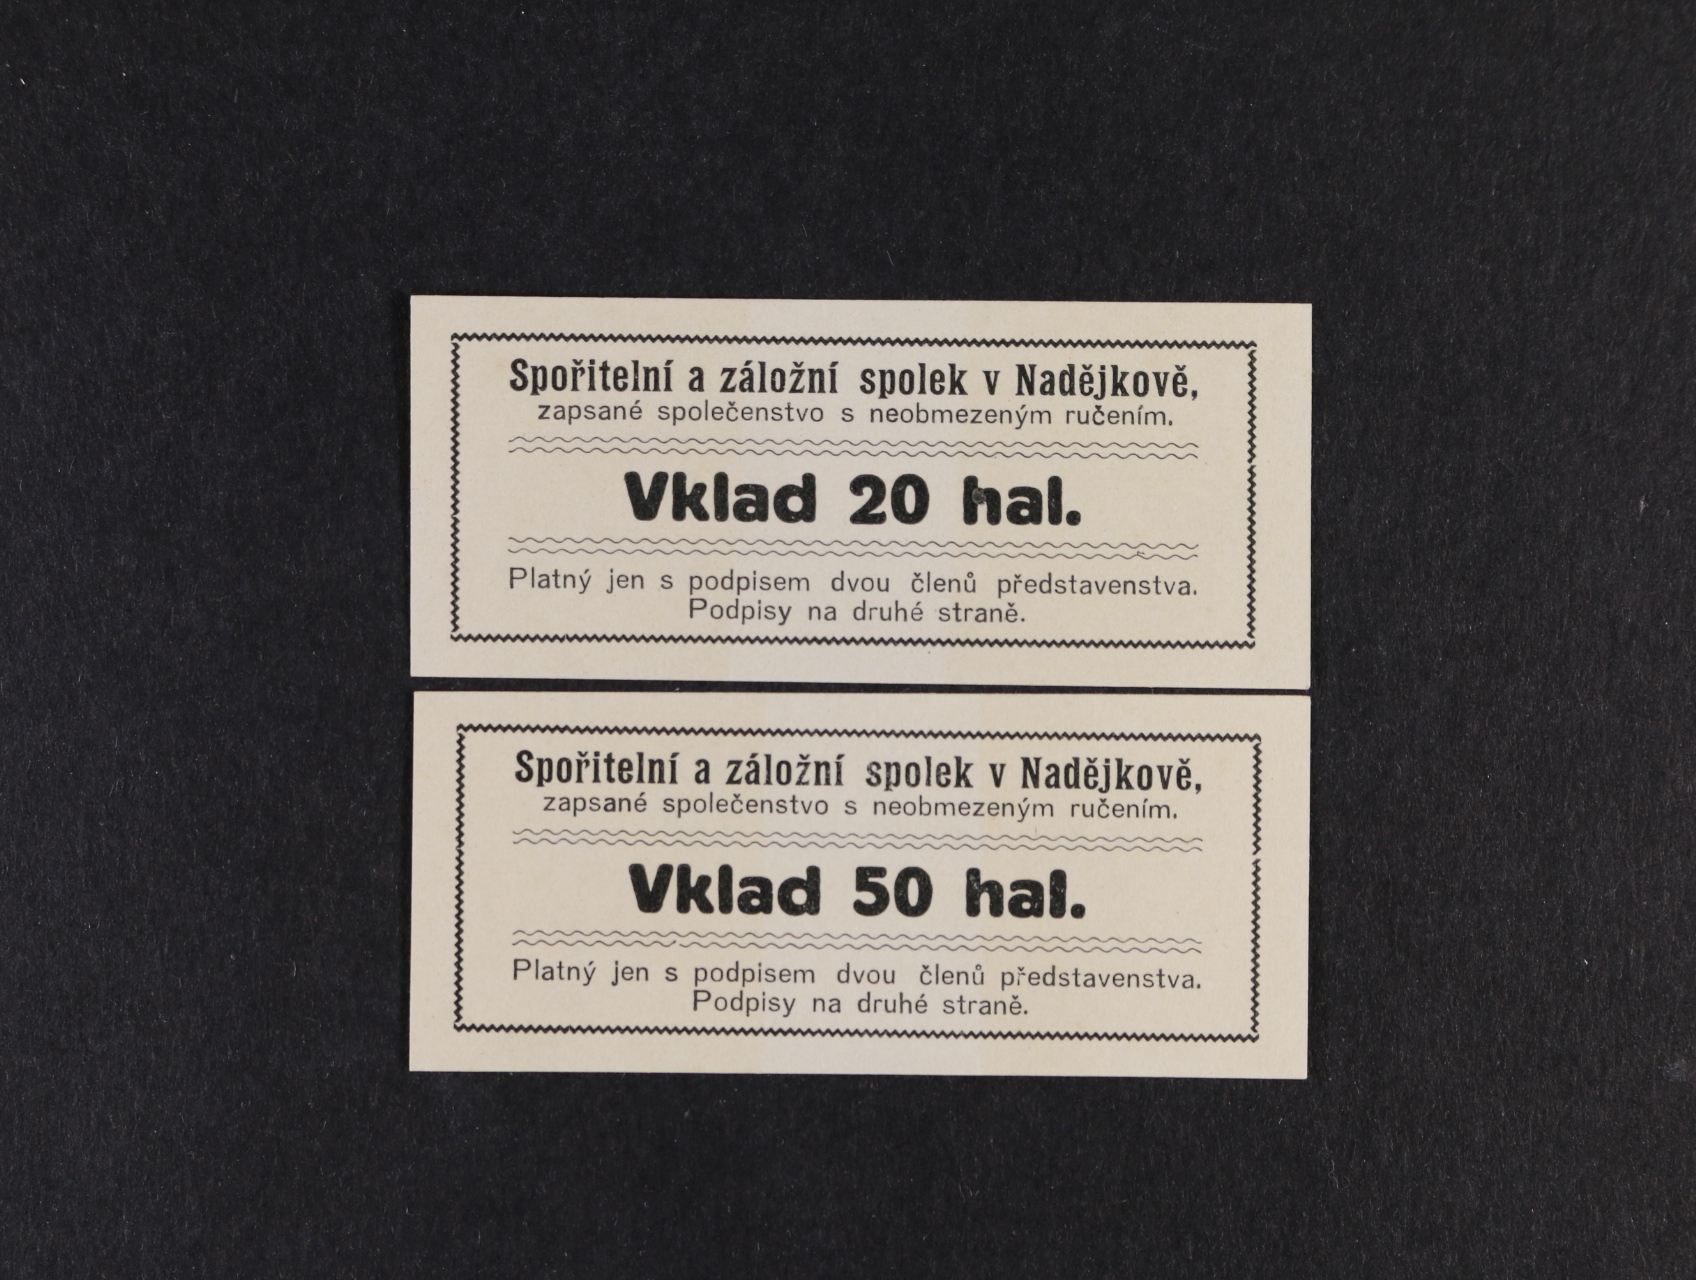 Spořitelní a záložní spolek v Nadějkově,
zapsané společenstvo s neobmezeným ručením.
Vklad 20 hal.
Platný jen s podpisem dvou členů představenstva.
Podpisy na druhé straně.
Spořitelní a záložní spolek v Nadějkově,
zapsané společenstvo s neobmezeným ručením.
Vklad 50 hal.
Platný jen s podpisem dvou členů představenstva.
Podpisy na druhé straně.